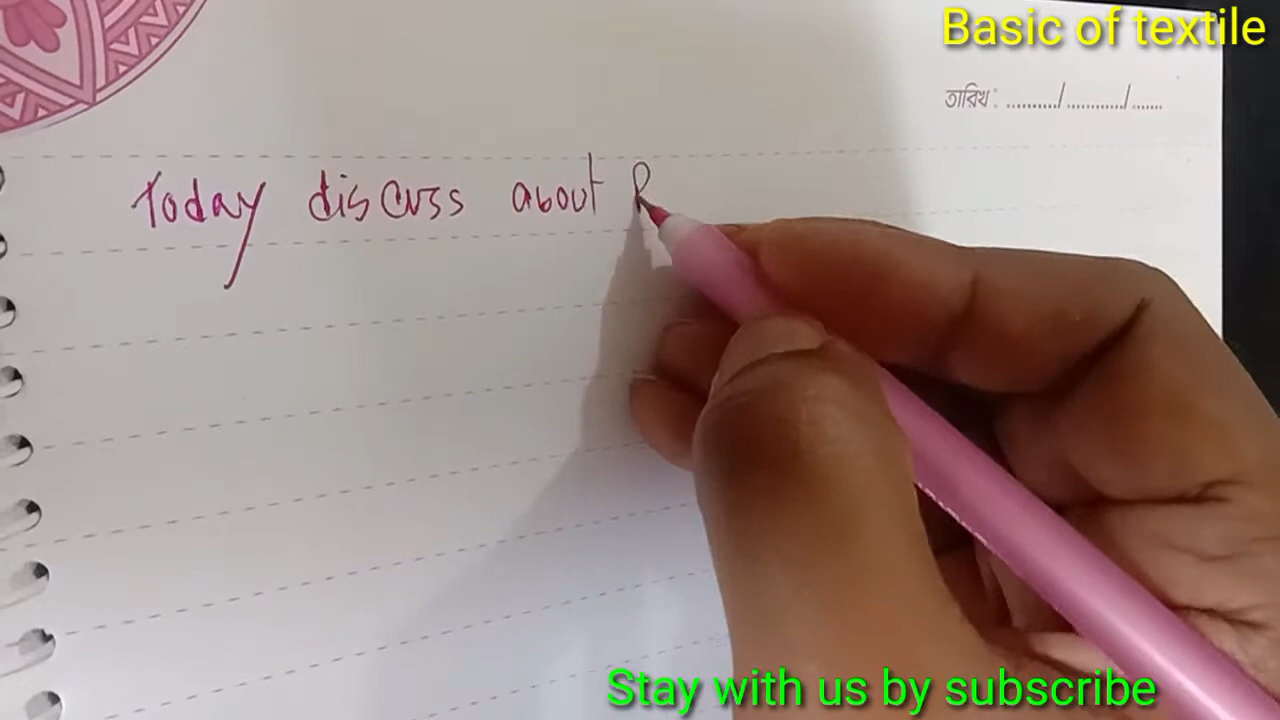 Basic of textile
তারিখ: ........../.........../......
Today discuss about R
Stay with us by subscribe